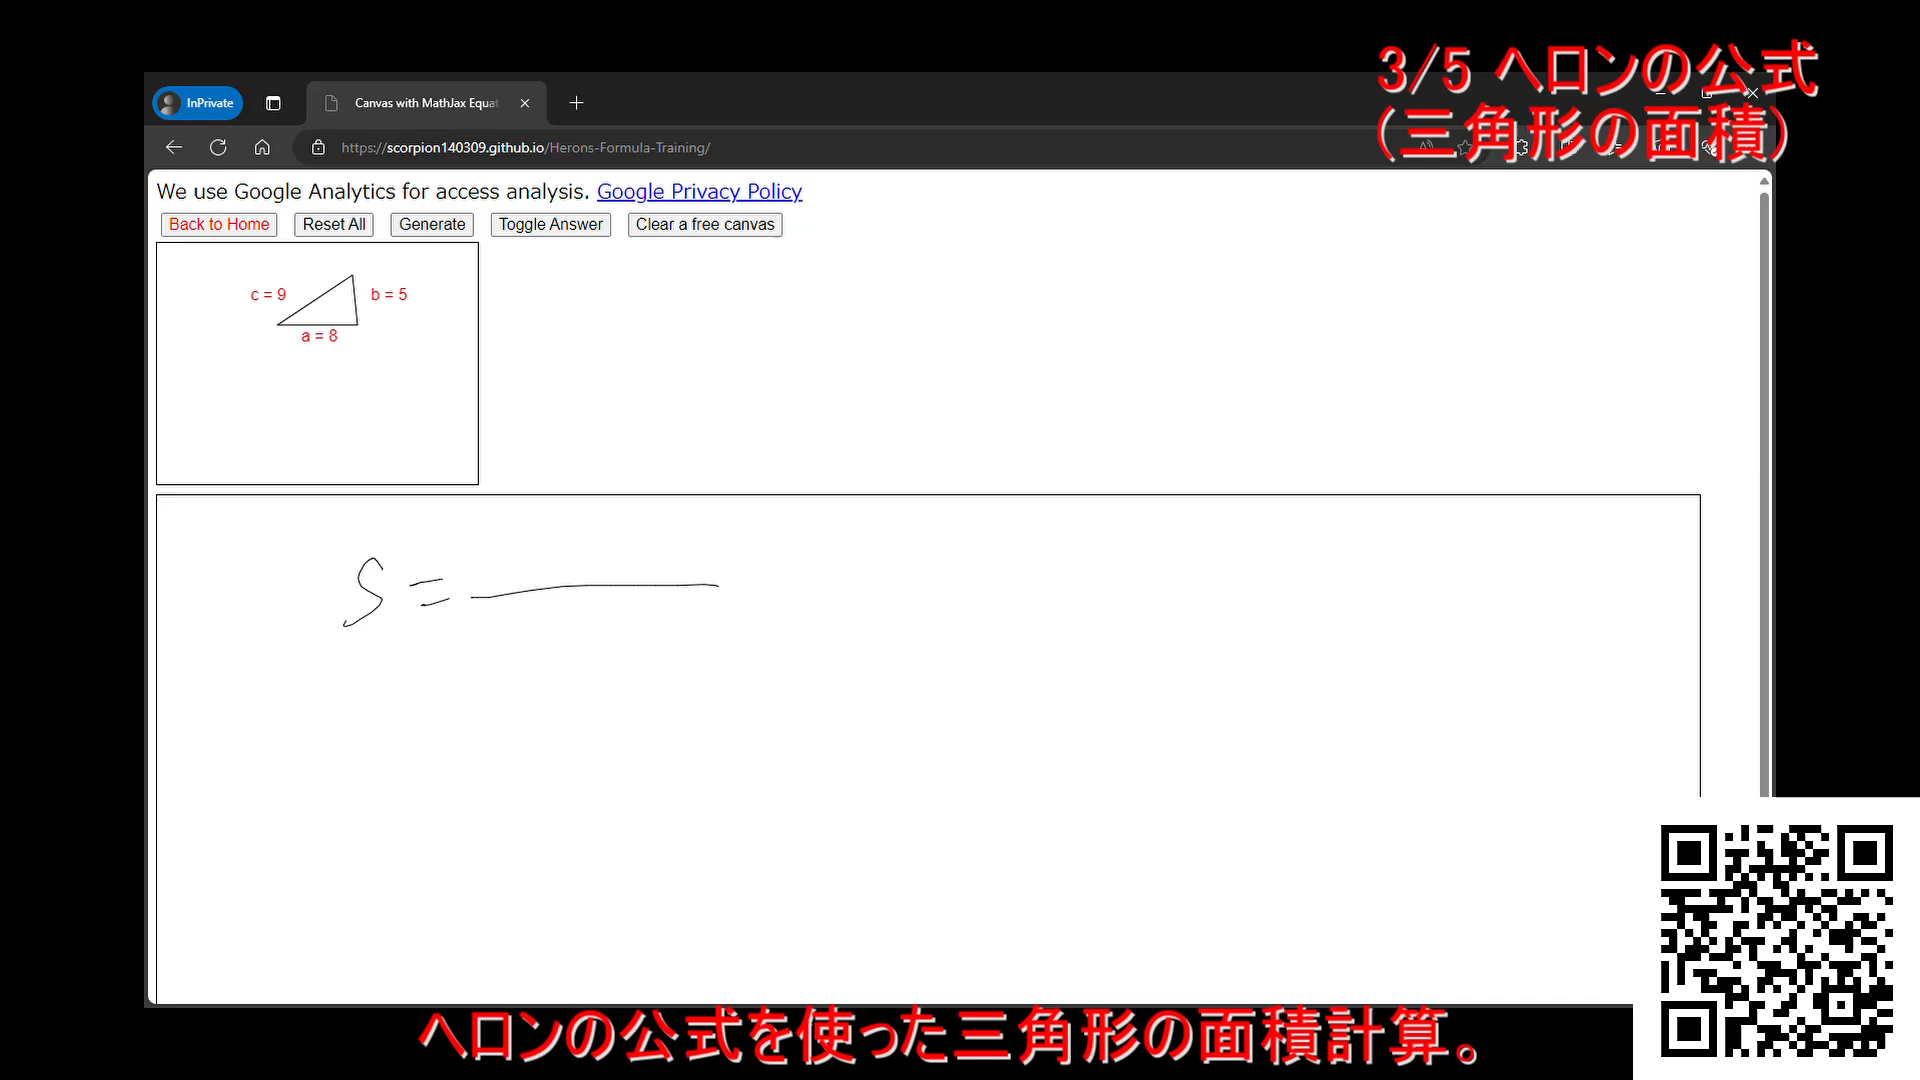 3/5 ヘロンの公式
(三角形の面積)
InPrivate
Canvas with MathJax Equat
https://scorpion140309.github.io/Herons-Formula-Training/
We use Google Analytics for access analysis. Google Privacy Policy
Back to Home Reset All Generate Toggle Answer Clear a free canvas
c = 9 b = 5
a = 8
S =
ヘロンの公式を使った三角形の面積計算。